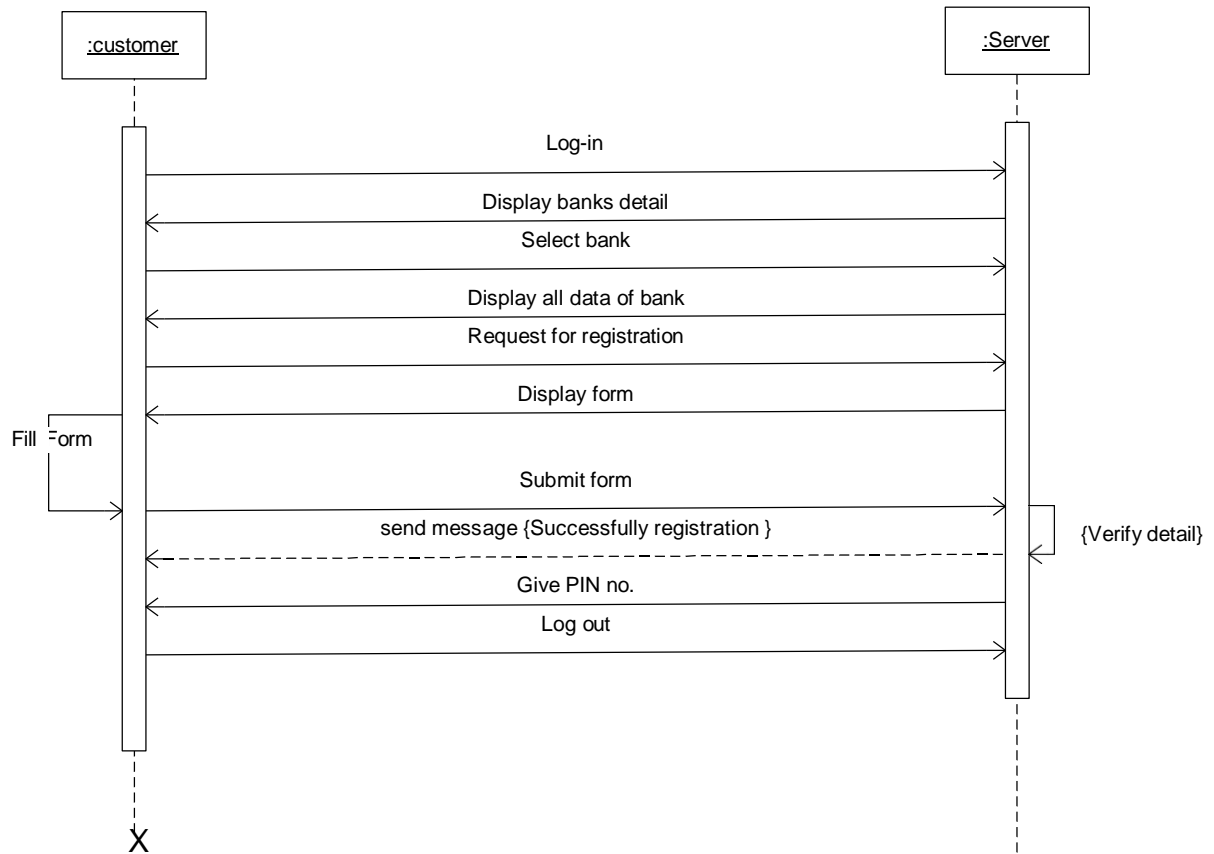 :customer
:Server
Log-in
Display banks detail
Select bank
Display all data of bank
Request for registration
Display form
Fill Form
Submit form
send message {Successfully registration }
{Verify detail}
Give PIN no.
Log out
X